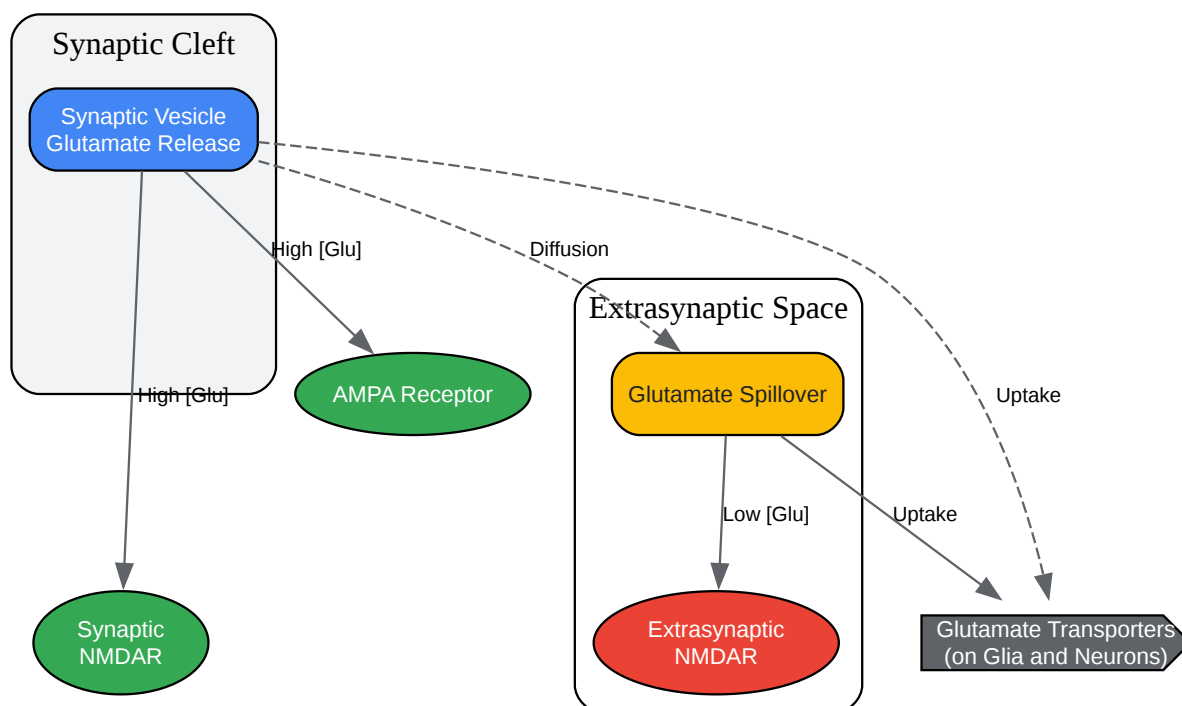 Synaptic Cleft
Synaptic Vesicle
Glutamate Release
High [Glu]
Diffusion
Extrasynaptic Space
AMPA Receptor
Glutamate Spillover
High [Glu]
Uptake
Low [Glu]
Uptake
Synaptic
NMDAR
Extrasynaptic
NMDAR
Glutamate Transporters
(on Glia and Neurons)